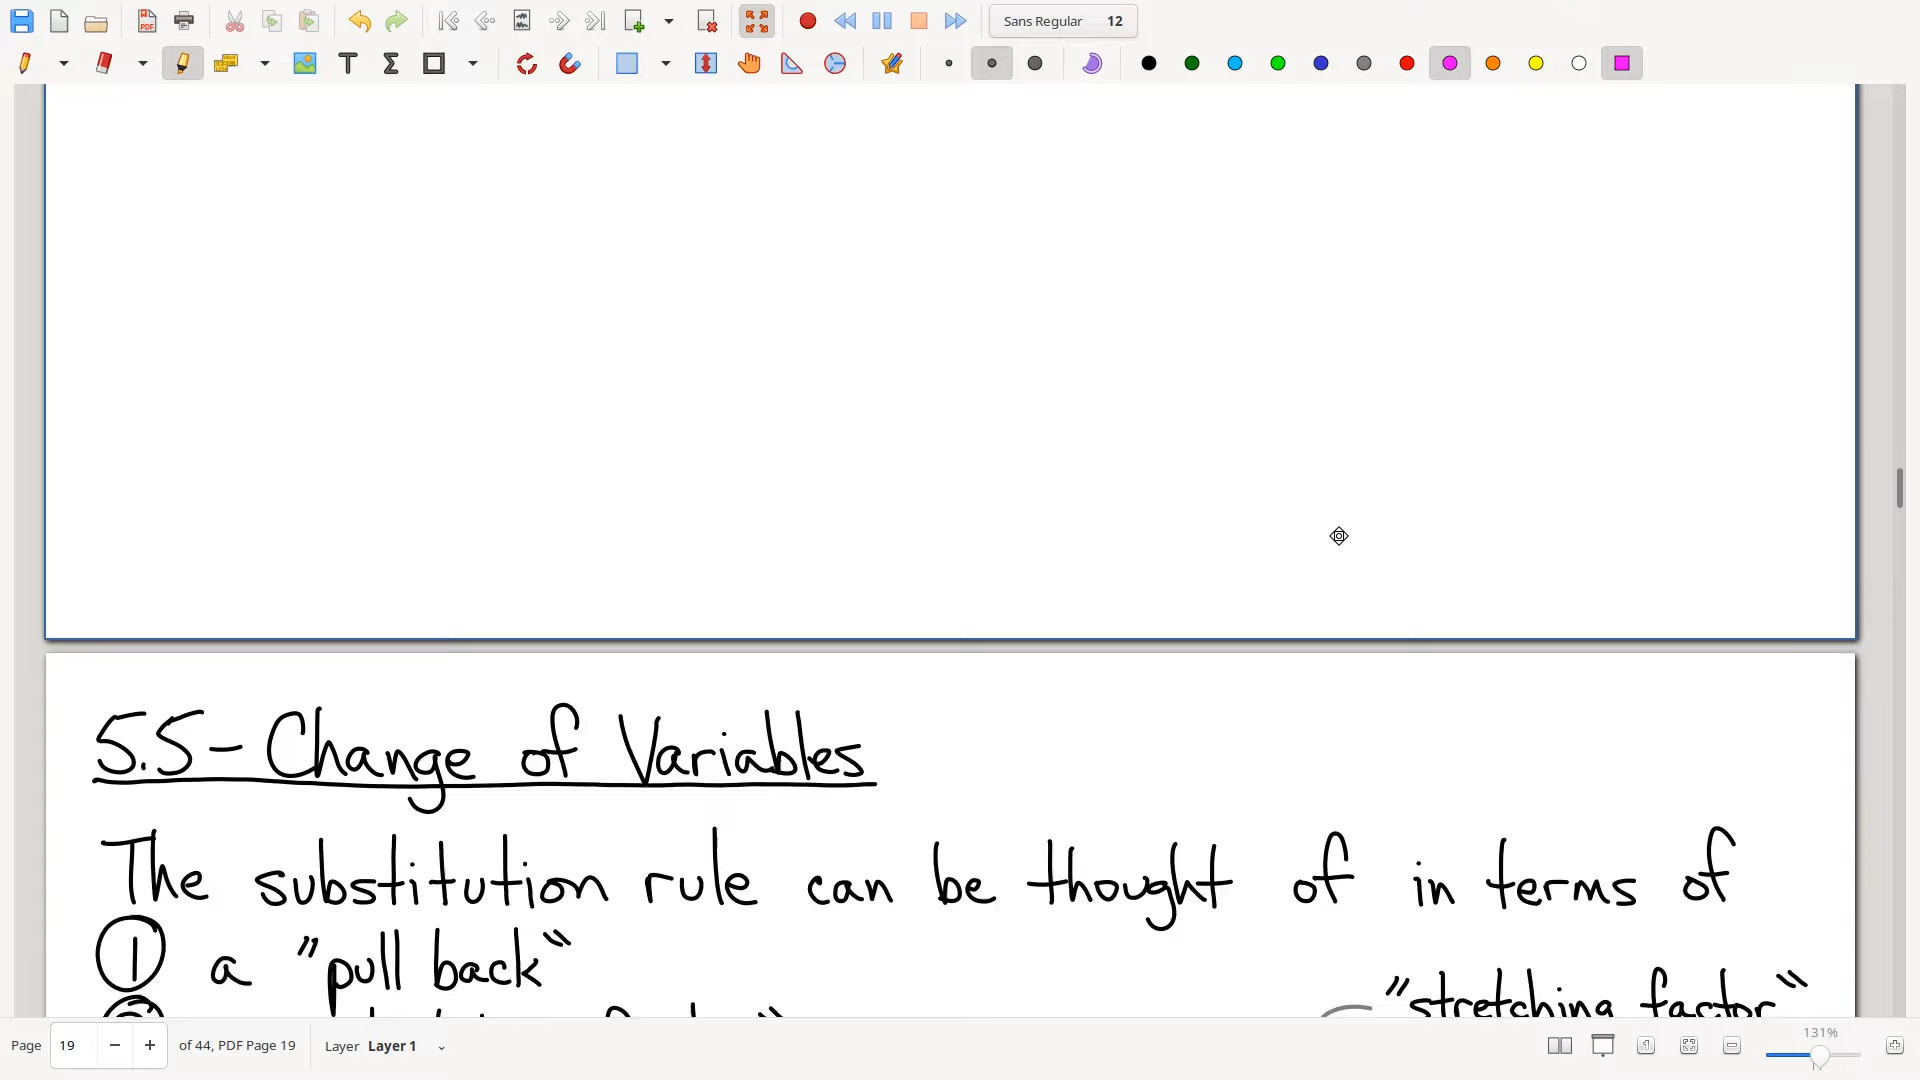 Sans Regular 12
5.5 - Change of Variables
The substitution rule can be thought of in terms of
① a "pull back"
"stretching factor"
131%
Page 19 of 44, PDF Page 19 Layer Layer 1